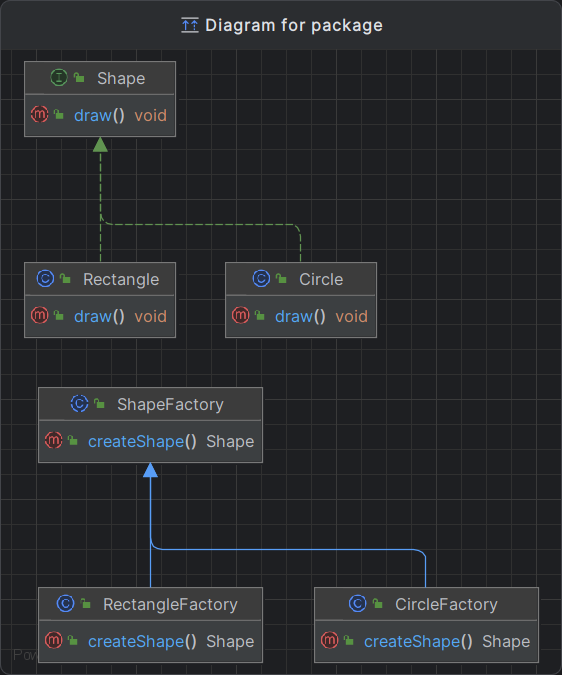 Diagram for package
Shape
draw() void
Rectangle
draw() void
Circle
draw() void
ShapeFactory
createShape() Shape
RectangleFactory
createShape() Shape
CircleFactory
createShape() Shape